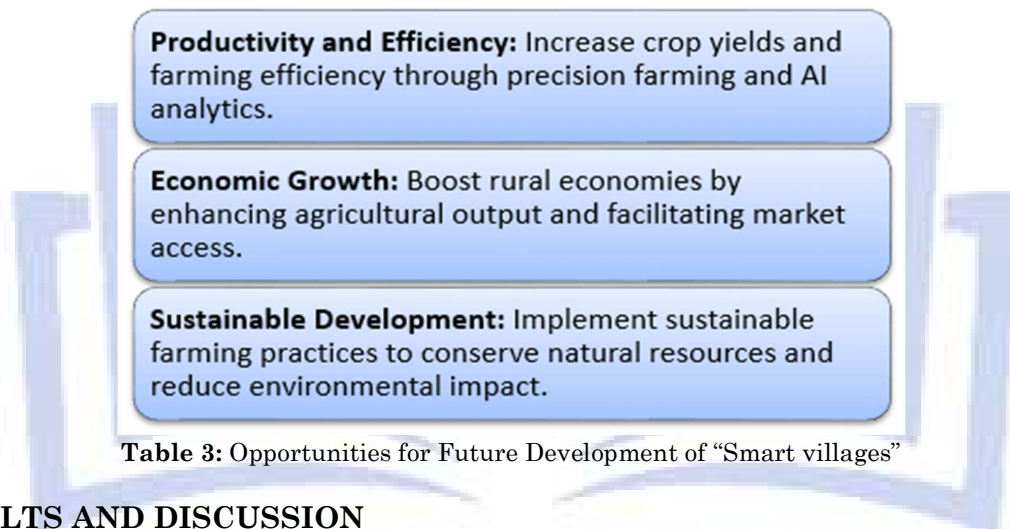 Productivity and Efficiency: Increase crop yields and
farming efficiency through precision farming and AI
analytics.
Economic Growth: Boost rural economies by
enhancing agricultural output and facilitating market
access.
Sustainable Development: Implement sustainable
farming practices to conserve natural resources and
reduce environmental impact.
Table 3: Opportunities for Future Development of “Smart villages”
LTS AND DISCUSSION